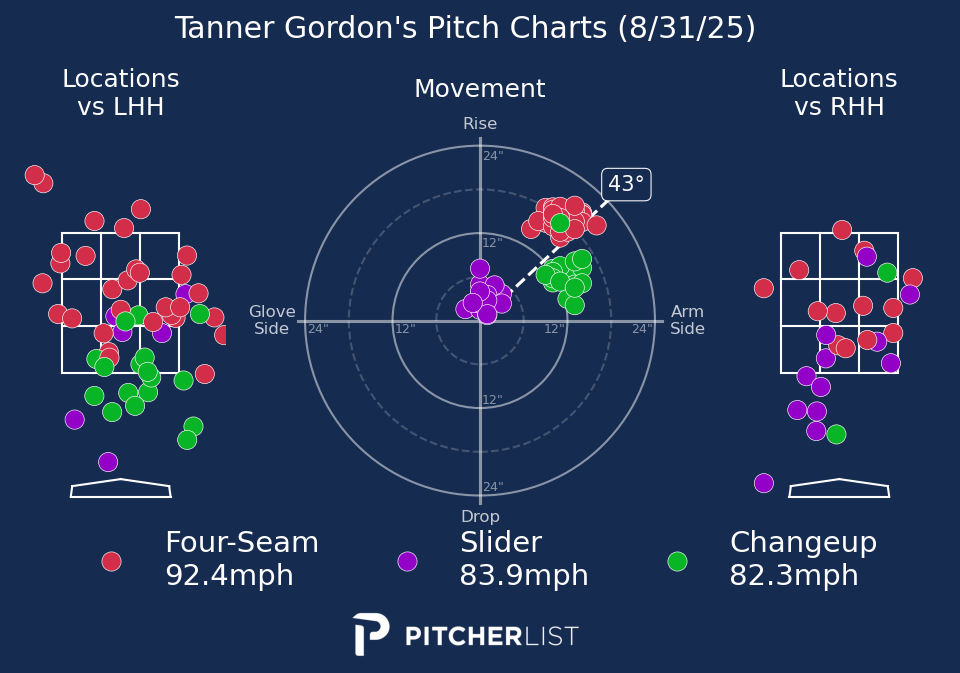 Tanner Gordon's Pitch Charts (8/31/25)
Locations
vs LHH
Movement
Locations
vs RHH
Rise
24"
43°
12"
Glove
Side
24"
12"
12"
24"
Arm
Side
12"
24"
Drop
Four-Seam
92.4mph
Slider
83.9mph
Changeup
82.3mph
PITCHERLIST